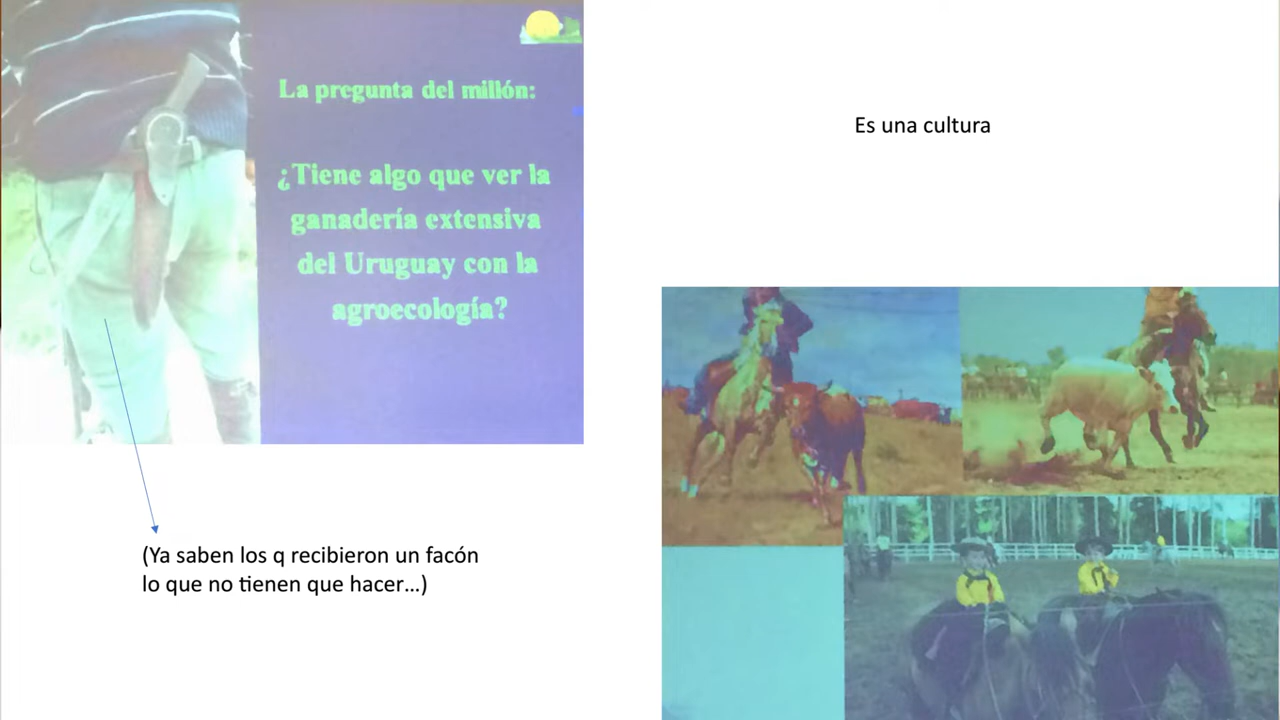 La pregunta del millón:
¿Tiene algo que ver la
ganadería extensiva
del Uruguay con la
agroecología?
Es una cultura
(Ya saben los q recibieron un facón
lo que no tienen que hacer...)